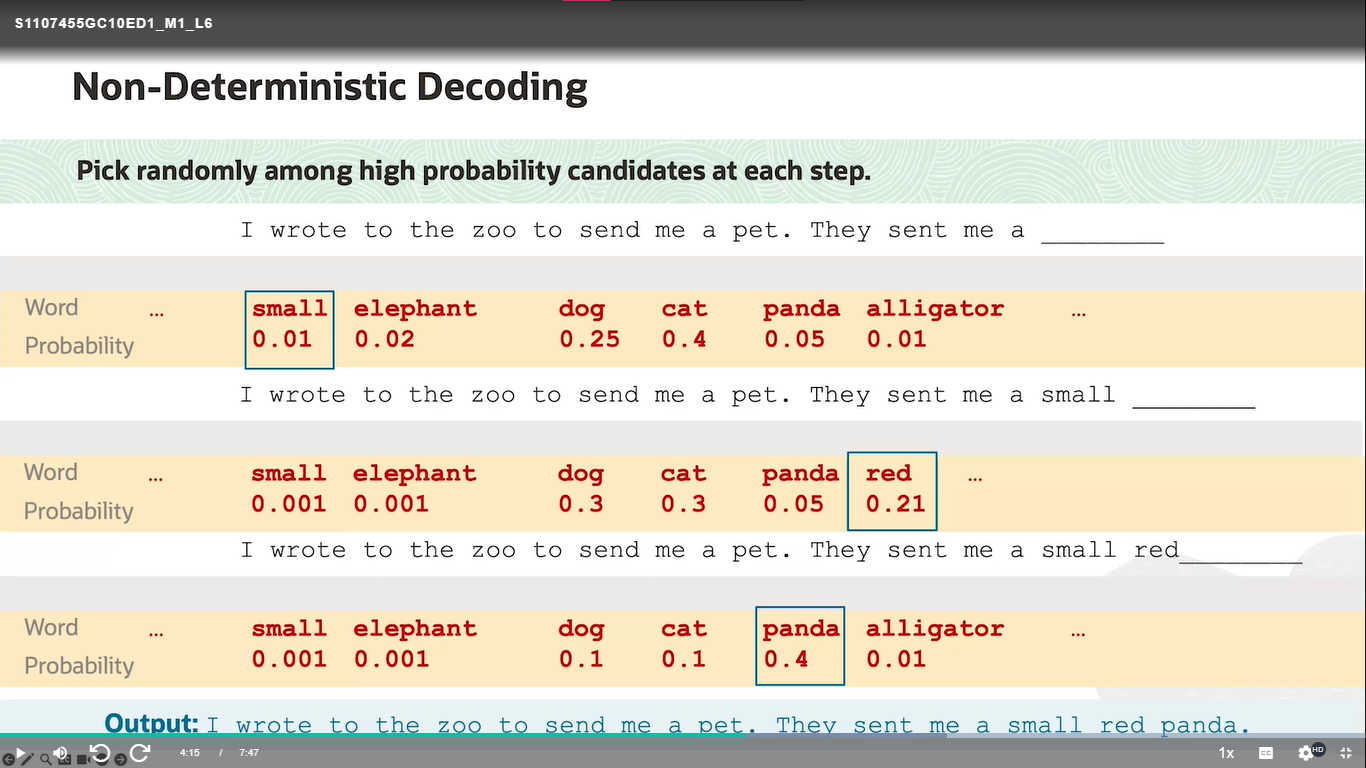 S1107455GC10ED1_M1_L6
Non-Deterministic Decoding
Pick randomly among high probability candidates at each step.
I wrote to the zoo to send me a pet. They sent me a ________
Word ... small elephant dog cat panda alligator ...
Probability 0.01 0.02 0.25 0.4 0.05 0.01
I wrote to the zoo to send me a pet. They sent me a small ________
Word ... small elephant dog cat panda red ...
Probability 0.001 0.001 0.3 0.3 0.05 0.21
I wrote to the zoo to send me a pet. They sent me a small red________
Word ... small elephant dog cat panda alligator ...
Probability 0.001 0.001 0.1 0.1 0.4 0.01
Output: I wrote to the zoo to send me a pet. They sent me a small red panda.
4:15 / 7:47 1x CC HD